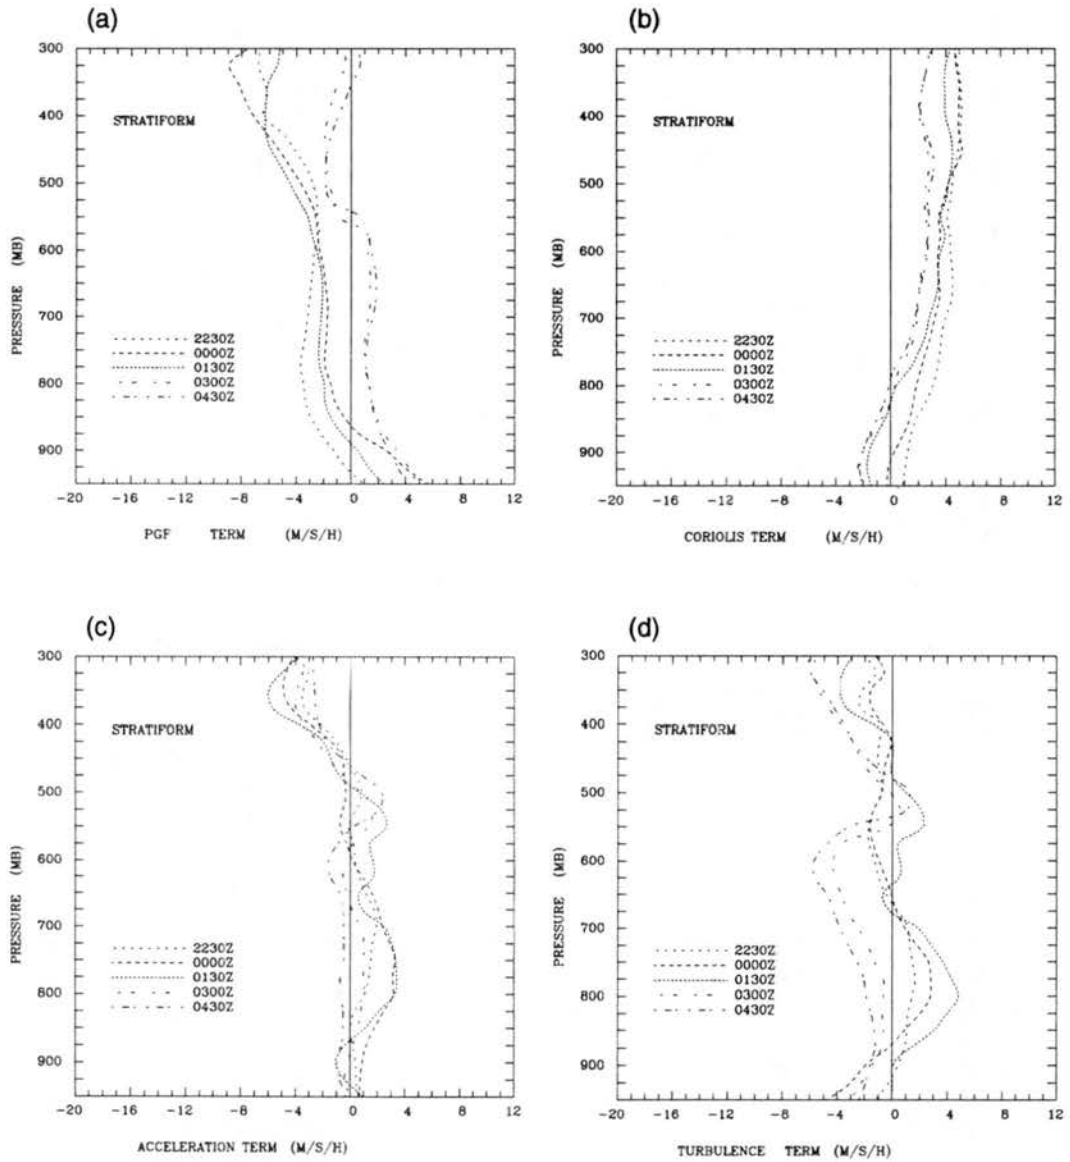 (a)
300
400
500
600
700
800
900
PRESSURE (MB)
STRATIFORM
2230Z
0000Z
0130Z
0300Z
0430Z
-20 -16 -12 -8 -4 0 4 8 12
PGF TERM (M/S/H)
(b)
300
400
500
600
700
800
900
PRESSURE (MB)
STRATIFORM
2230Z
0000Z
0130Z
0300Z
0430Z
-20 -16 -12 -8 -4 0 4 8 12
CORIOLIS TERM (M/S/H)
(c)
300
400
500
600
700
800
900
PRESSURE (MB)
STRATIFORM
2230Z
0000Z
0130Z
0300Z
0430Z
-20 -16 -12 -8 -4 0 4 8 12
ACCELERATION TERM (M/S/H)
(d)
300
400
500
600
700
800
900
PRESSURE (MB)
STRATIFORM
2230Z
0000Z
0130Z
0300Z
0430Z
-20 -16 -12 -8 -4 0 4 8 12
TURBULENCE TERM (M/S/H)